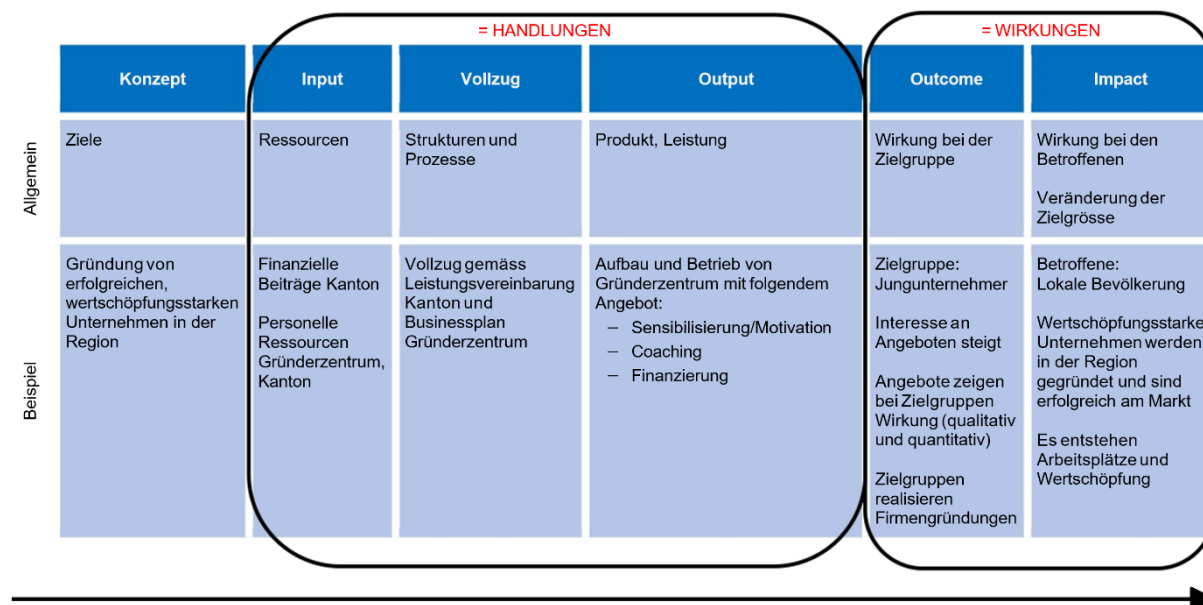 = HANDLUNGEN
= WIRKUNGEN
Konzept
Input
Vollzug
Output
Outcome
Impact
Allgemein
Ziele
Ressourcen
Strukturen und
Prozesse
Produkt, Leistung
Wirkung bei der
Zielgruppe
Wirkung bei den
Betroffenen
Veränderung der
Zielgrösse
Beispiel
Gründung von
erfolgreichen,
wertschöpfungsstarken
Unternehmen in der
Region
Finanzielle
Beiträge Kanton
Personelle
Ressourcen
Gründerzentrum,
Kanton
Vollzug gemäss
Leistungsvereinbarung
Kanton und
Businessplan
Gründerzentrum
Aufbau und Betrieb von
Gründerzentrum mit folgendem
Angebot:
– Sensibilisierung/Motivation
– Coaching
– Finanzierung
Zielgruppe:
Jungunternehmer
Interesse an
Angeboten steigt
Angebote zeigen
bei Zielgruppen
Wirkung (qualitativ
und quantitativ)
Zielgruppen
realisieren
Firmengründungen
Betroffene:
Lokale Bevölkerung
Wertschöpfungsstarke
Unternehmen werden
in der Region
gegründet und sind
erfolgreich am Markt
Es entstehen
Arbeitsplätze und
Wertschöpfung